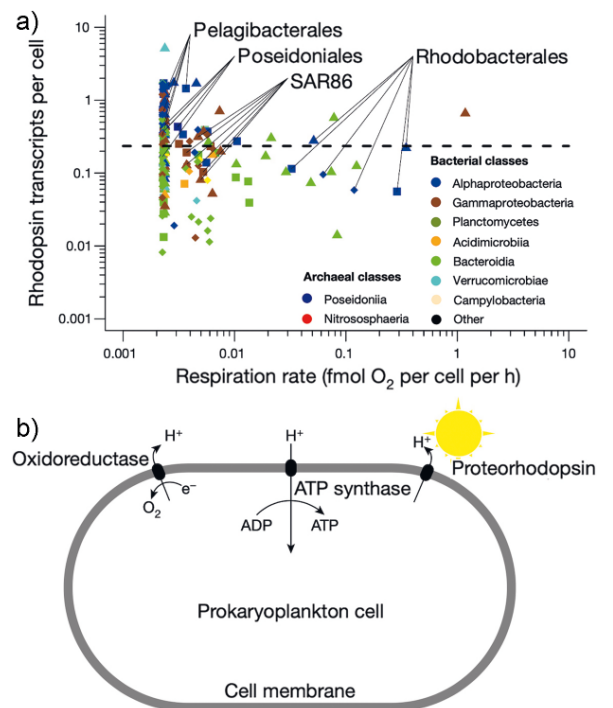 a)
Pelagibacterales
Poseidoniales
SAR86
Rhodobacterales
Rhodopsin transcripts per cell
10
1
0.1
0.01
0.001
Bacterial classes
Alphaproteobacteria
Gammaproteobacteria
Planctomycetes
Acidimicrobiia
Bacteroidia
Verrucomicrobiae
Campylobacteria
Other
Archaeal classes
Poseidoniia
Nitrososphaeria
0.001 0.01 0.1 1 10
Respiration rate (fmol O₂ per cell per h)
b)
H⁺ H⁺ H⁺
Oxidoreductase
Proteorhodopsin
O₂ e⁻
ATP synthase
ADP ATP
Prokaryoplankton cell
Cell membrane